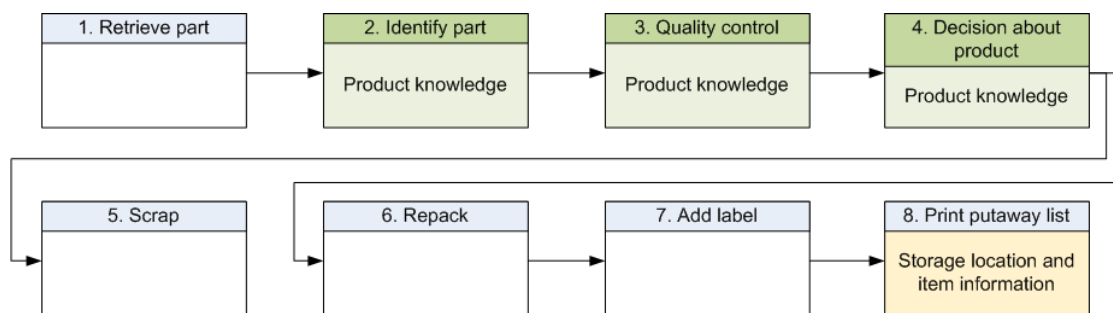 1. Retrieve part
2. Identify part
Product knowledge
3. Quality control
Product knowledge
4. Decision about
product
Product knowledge
5. Scrap
6. Repack
7. Add label
8. Print putaway list
Storage location and
item information